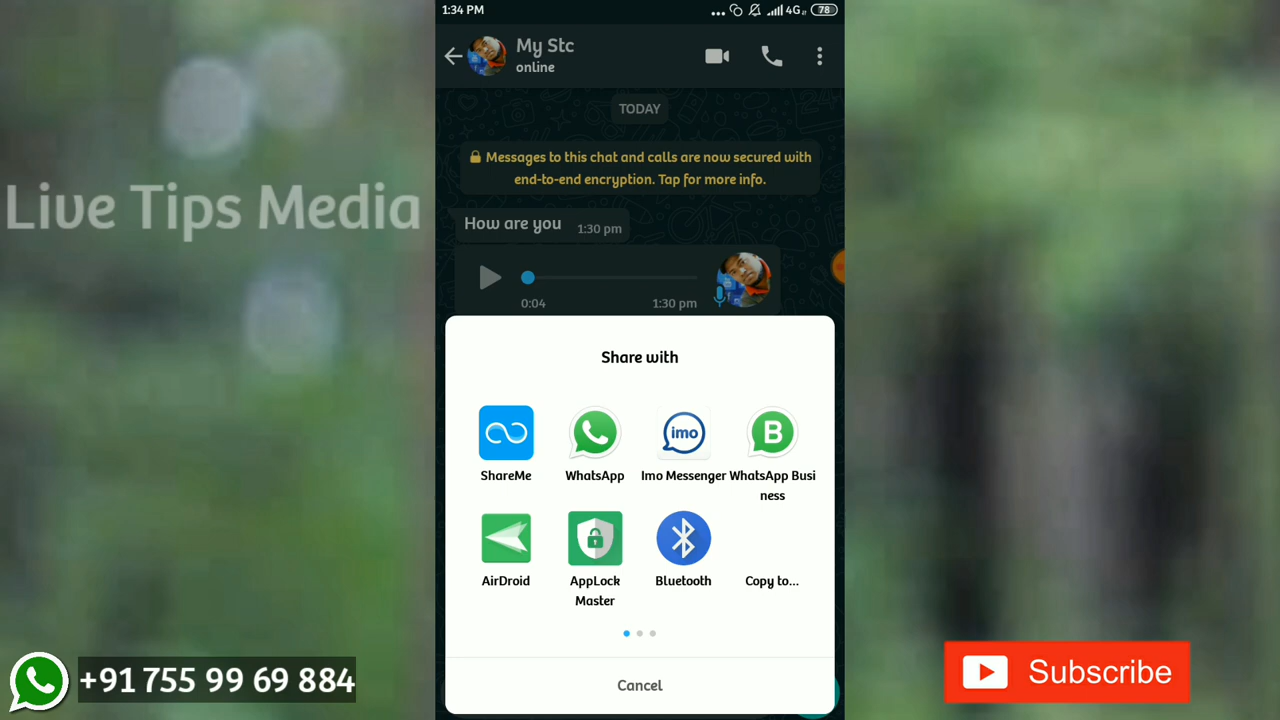 1:34 PM
4G 78
My Stc
online
TODAY
Messages to this chat and calls are now secured with
end-to-end encryption. Tap for more info.
Live Tips Media
How are you 1:30 pm
0:04 1:30 pm
Share with
imo
B
ShareMe WhatsApp Imo Messenger WhatsApp Busi
ness
AirDroid AppLock Bluetooth Copy to...
Master
Cancel
+91 755 99 69 884
Subscribe